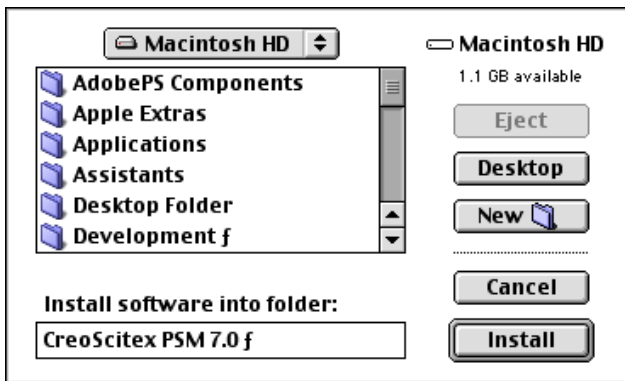 Macintosh HD
AdobePS Components
Apple Extras
Applications
Assistants
Desktop Folder
Development ƒ
Install software into folder:
CreoScitex PSM 7.0 ƒ
Macintosh HD
1.1 GB available
Eject
Desktop
New
Cancel
Install